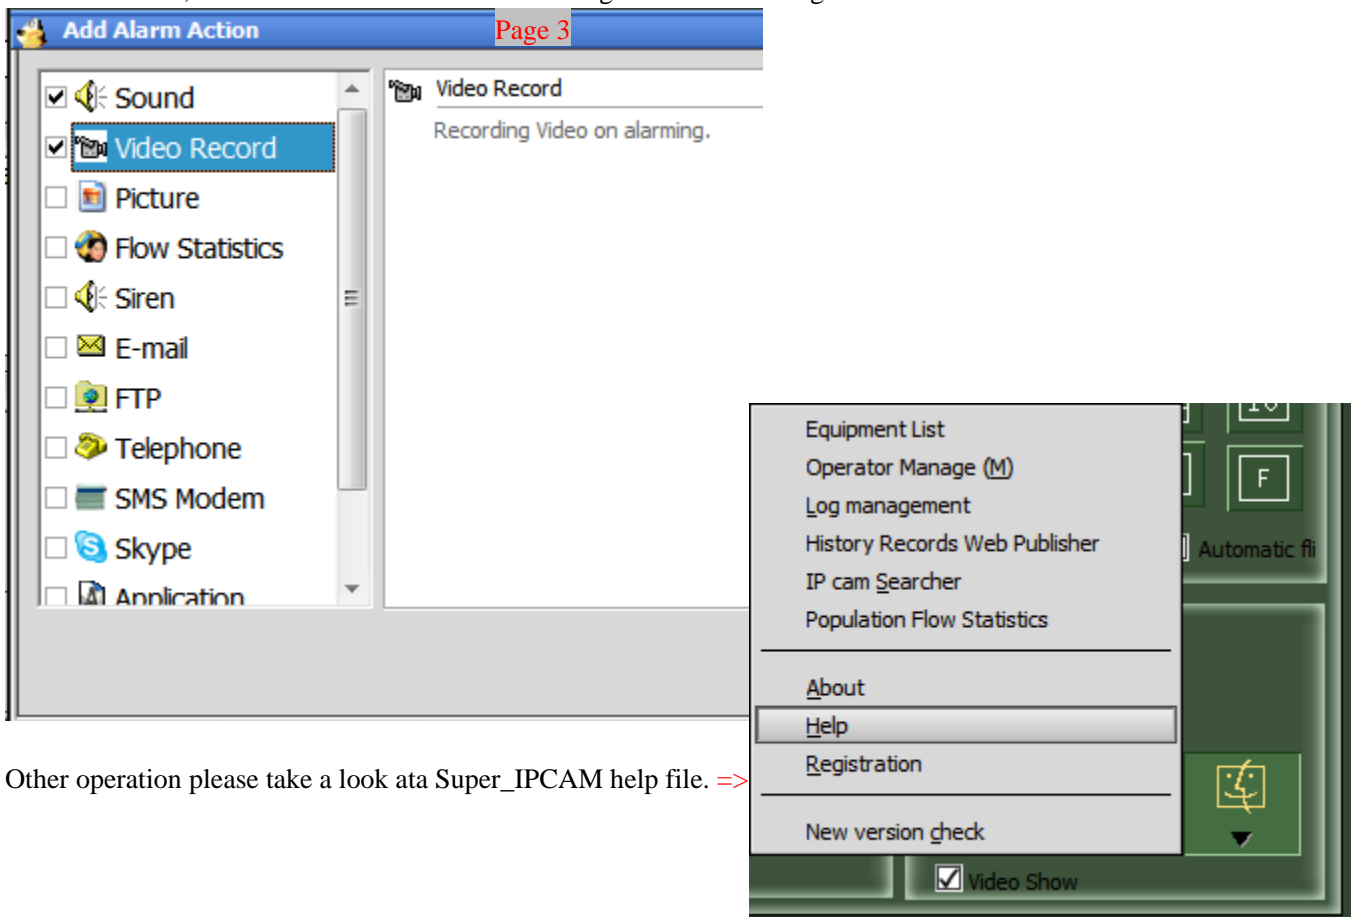 Add Alarm Action
Page 3
Sound
Video Record
Picture
Flow Statistics
Siren
E-mail
FTP
Telephone
SMS Modem
Skype
Application
Video Record
Recording Video on alarming.
Other operation please take a look ata Super_IPCAM help file. =>
Equipment List
Operator Manage (M)
Log management
History Records Web Publisher
IP cam Searcher
Population Flow Statistics
About
Help
Registration
New version check
F
Automatic fli
Video Show